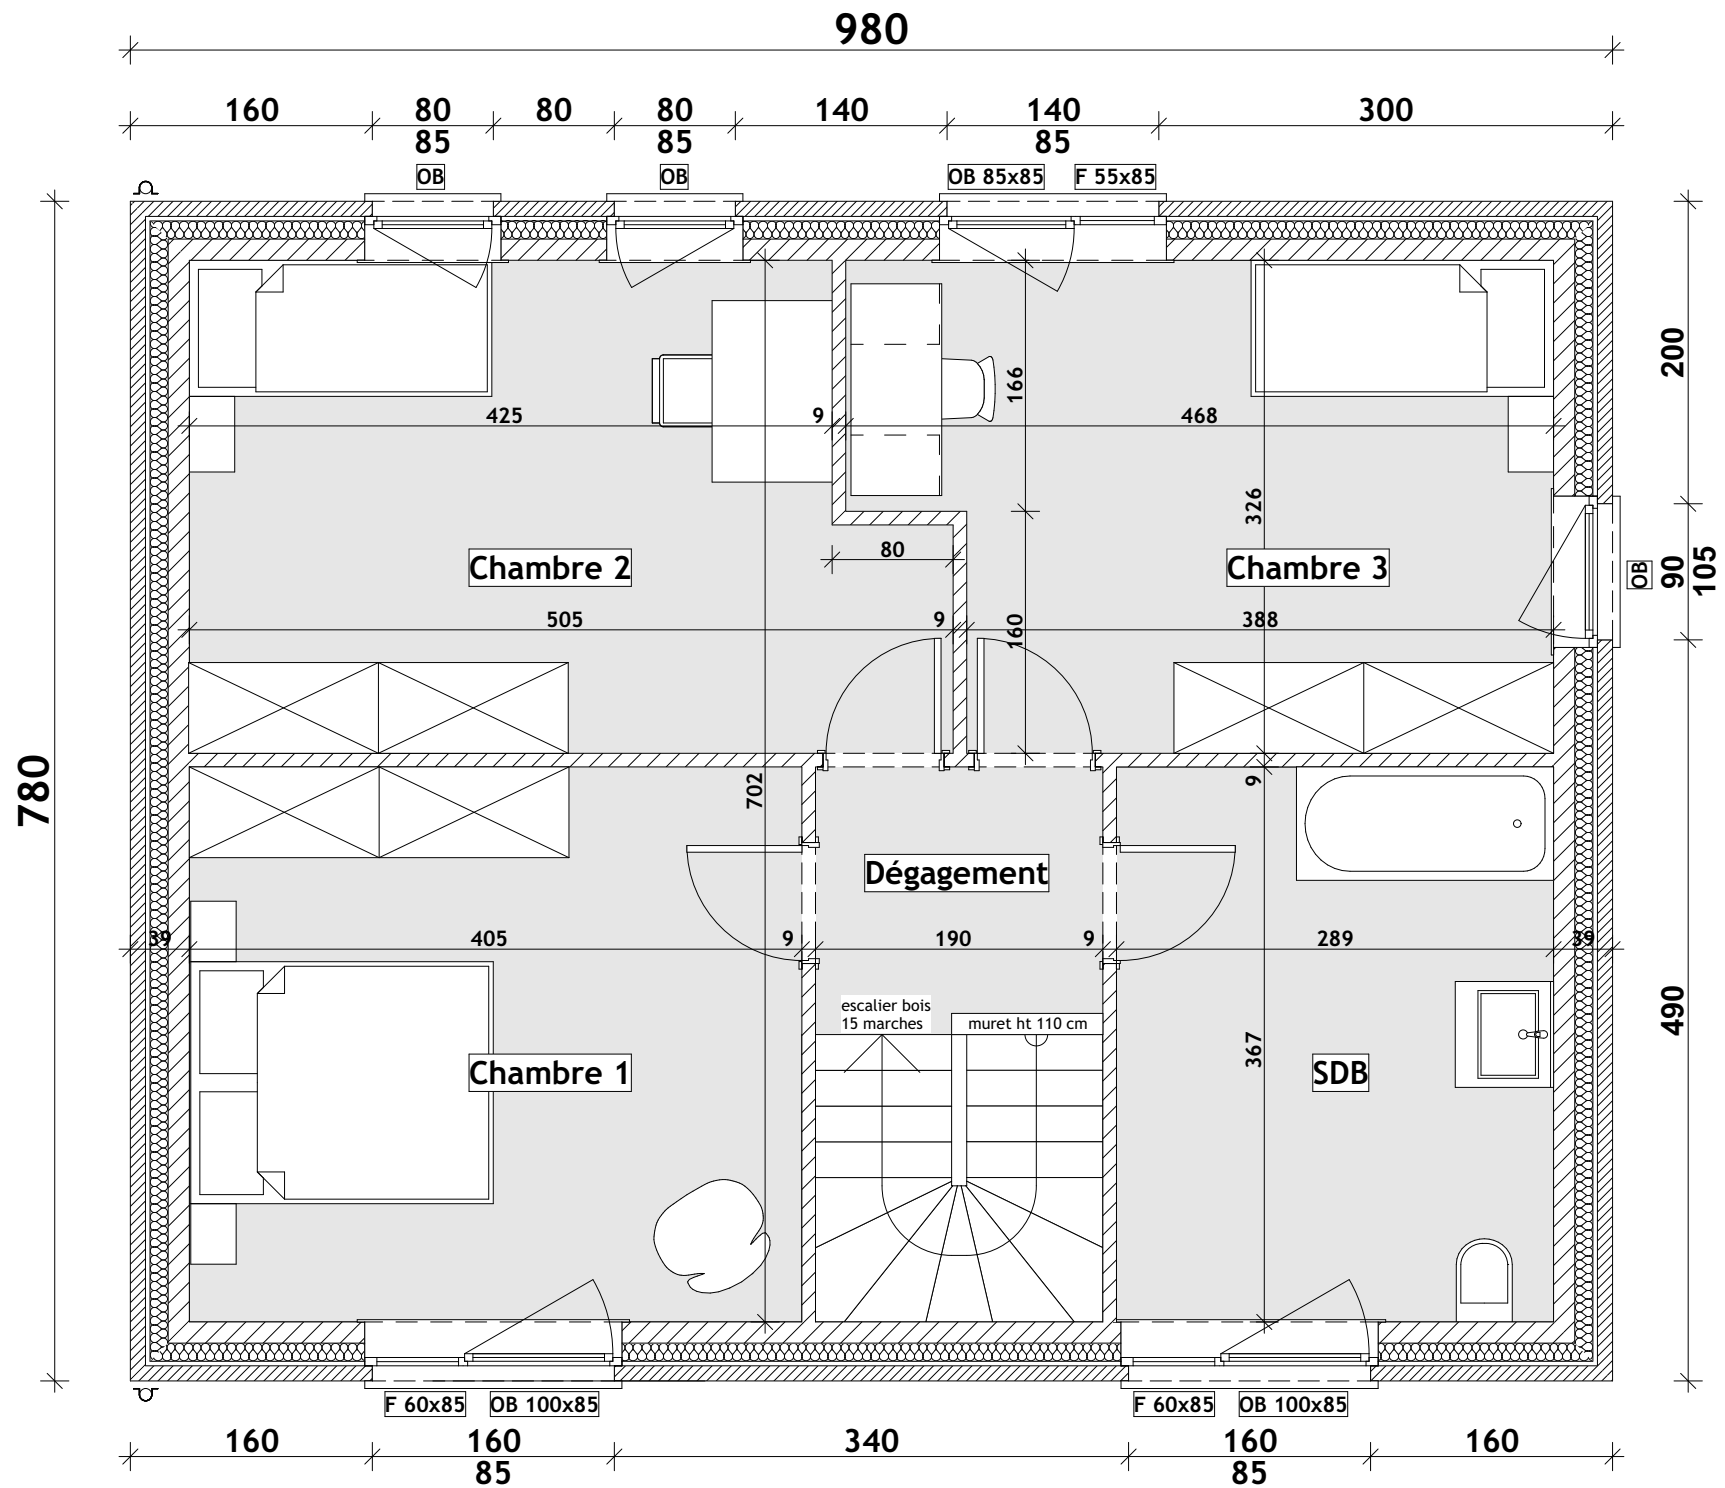 980
160 80 80 80 140 140 300
85 85 85
OB OB OB 85x85 F 55x85
200
166
425 9 468
326
Chambre 2 80 Chambre 3 OB 90 105
505 9 160 388
780
702 9
Dégagement
39 405 9 190 9 289 39
escalier bois
15 marches muret ht 110 cm
490
367
Chambre 1 SDB
F 60x85 OB 100x85 F 60x85 OB 100x85
160 160 340 160 160
85 85